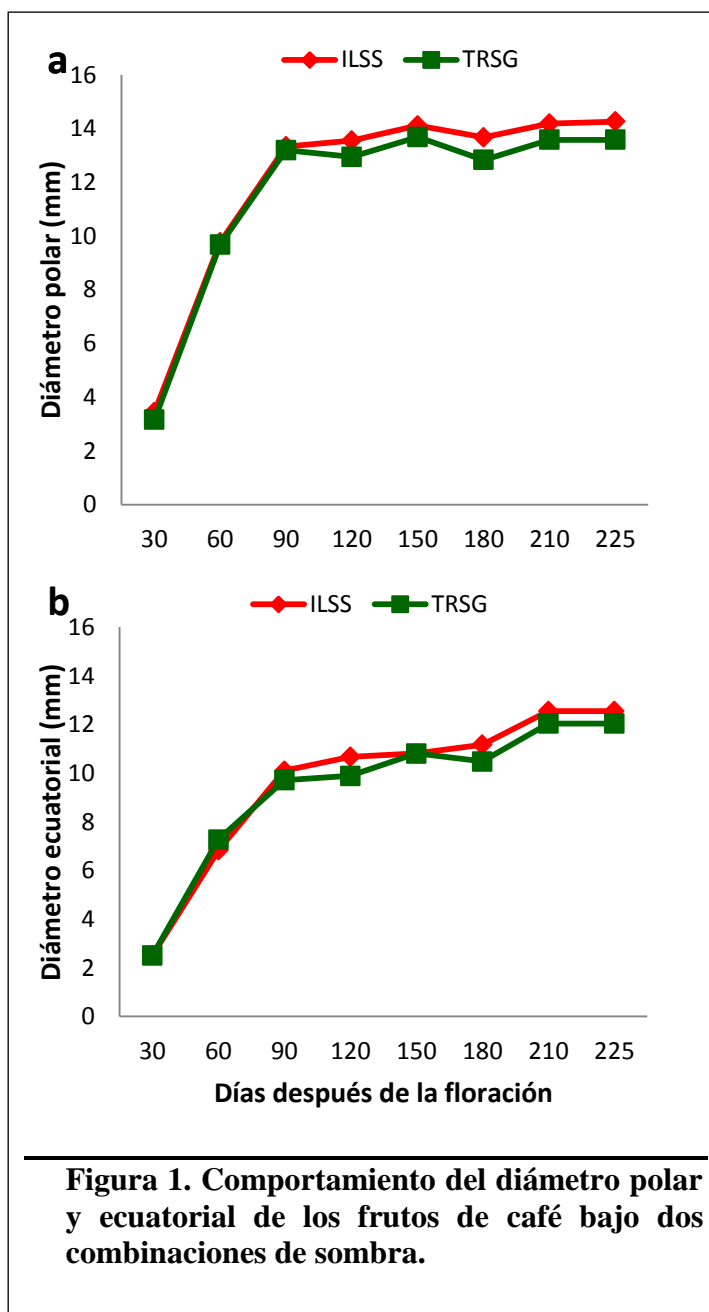 a
ILSS TRSG
16
14
12
10
8
6
4
2
0
Diámetro polar (mm)
30 60 90 120 150 180 210 225
b
ILSS TRSG
16
14
12
10
8
6
4
2
0
Diámetro ecuatorial (mm)
30 60 90 120 150 180 210 225
Días después de la floración
Figura 1. Comportamiento del diámetro polar
y ecuatorial de los frutos de café bajo dos
combinaciones de sombra.